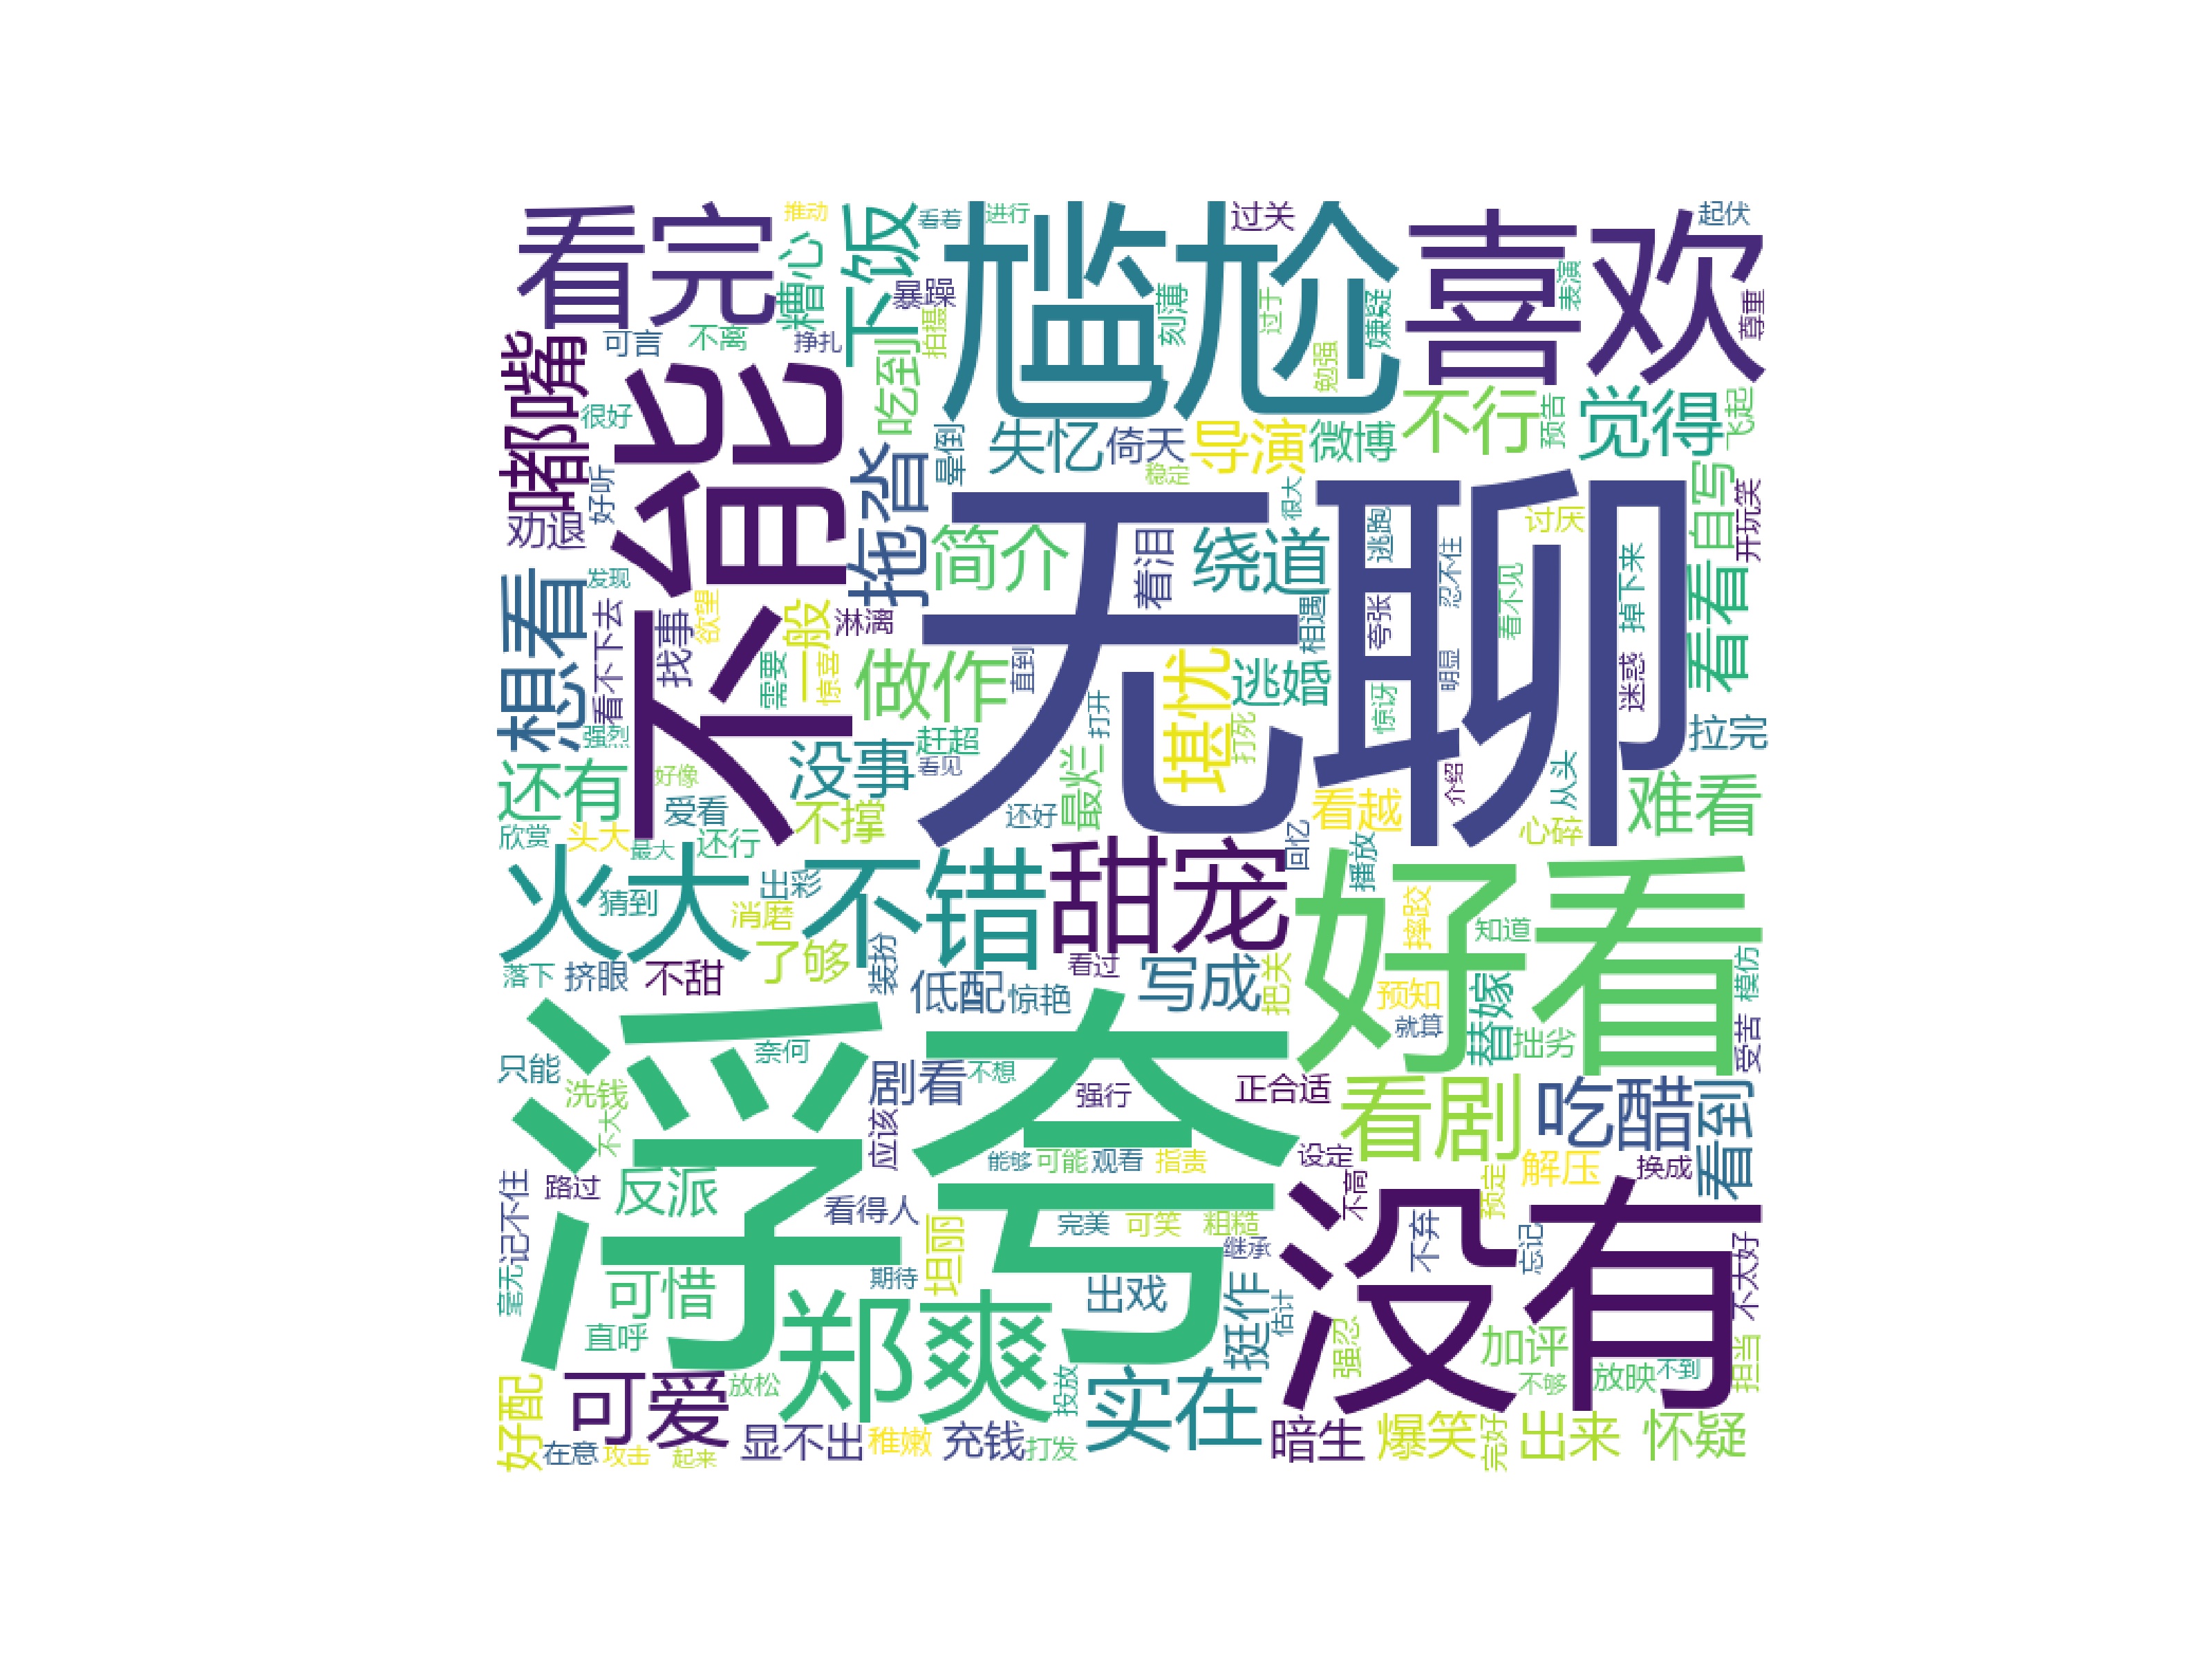 看完
推动
糟心
下饭
看着
进行
尴尬
过关
喜欢
起伏
暴躁
刻薄
过于
嫌疑
表演
尊重
嘟嘴
可言
不离
挣扎
吃到
拍摄
勉强
不能
很好
好听
晕倒
失忆
倚天
导演
微博
不行
预告
觉得
飞起
劝退
拖沓
稳定
很大
无聊
讨厌
自写
开玩笑
简介
着泪
绕道
逃跑
忍不住
看不见
掉下来
看看
想看
发现
看不下去
找事
欲望
一般
淋漓
需要
惊喜
做作
直到
打开
堪忧
打死
逃婚
相遇
夸张
惊讶
明显
迷惑
强烈
没事
赶超
看见
最烂
拉完
还有
好像
爱看
不撑
还好
看越
介绍
从头
心碎
难看
欣赏
头大
最大
还行
火大
猜到
出彩
消磨
不错
甜宠
回忆
播放
好看
摔跤
知道
落下
挤眼
不甜
了够
装扮
低配
惊艳
看过
写成
把关
预知
就算
替嫁
拙劣
模仿
受苦
浮夸
奈何
只能
洗钱
不大
剧看
不想
强行
正合适
看剧
吃醋
看到
应该
能够
可能
观看
指责
设定
解压
换成
没有
路过
反派
看得人
完美
可笑
粗糙
不高
预定
记不住
毫无
坦丽
继承
不弃
忘记
不太好
可惜
期待
出戏
挺作
估计
直呼
郑爽
强忍
加评
放映
不到
担当
好配
可爱
放松
投放
实在
不够
在意
攻击
起来
显不出
稚嫩
充钱
打发
暗生
爆笑
完好
出来
怀疑